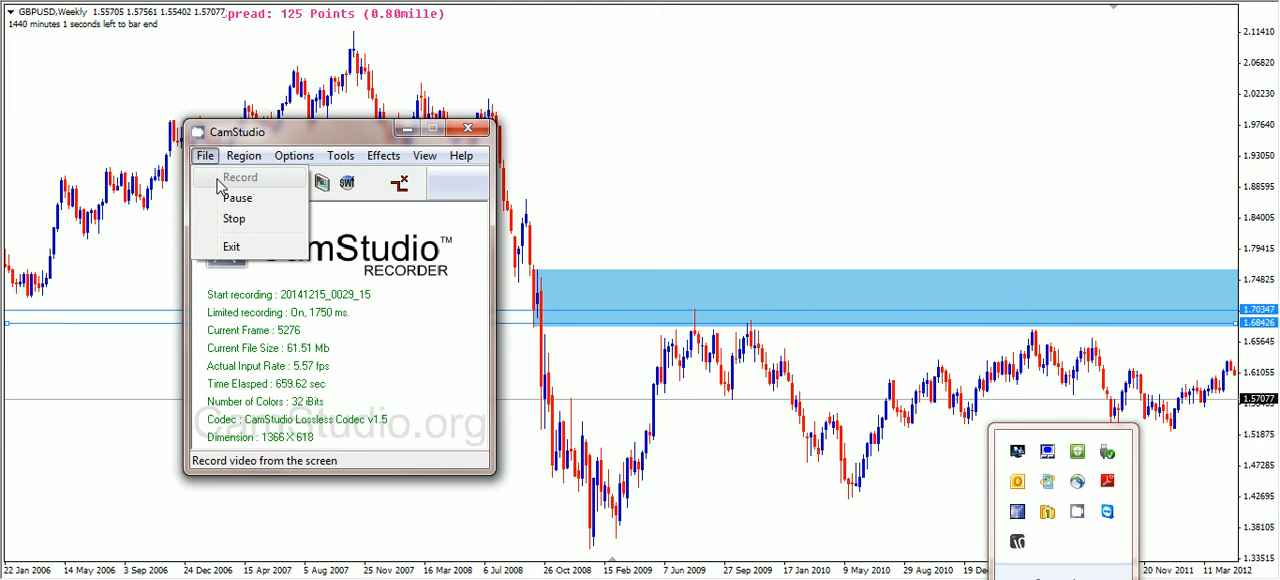 GBPUSD,Weekly 1.55705 1.57561 1.55402 1.57077
Spread: 125 Points (0.80mille)
1440 minutes 1 seconds left to bar end
CamStudio
File Region Options Tools Effects View Help
Record
Pause
Stop
Exit
SWF
CamStudio™
RECORDER
Start recording : 20141215_0029_15
Limited recording : On, 1750 ms.
Current Frame : 5276
Current File Size : 61.51 Mb
Actual Input Rate : 5.57 fps
Time Elasped : 659.62 sec
Number of Colors : 32 iBits
Codec : CamStudio Lossless Codec v1.5
CamStudio.org
Dimension : 1366 X 618
Record video from the screen
2.11410
2.06820
2.02230
1.97640
1.93050
1.88595
1.84005
1.79415
1.74825
1.70347
1.68426
1.65645
1.61055
1.57077
1.51875
1.47285
1.42695
1.38105
1.33515
22 Jan 2006 14 May 2006 3 Sep 2006 24 Dec 2006 15 Apr 2007 5 Aug 2007 25 Nov 2007 16 Mar 2008 6 Jul 2008 26 Oct 2008 15 Feb 2009 7 Jun 2009 27 Sep 2009 17 Jan 2010 9 May 2010 29 Aug 2010 19 Dec 20 Nov 2011 11 Mar 2012